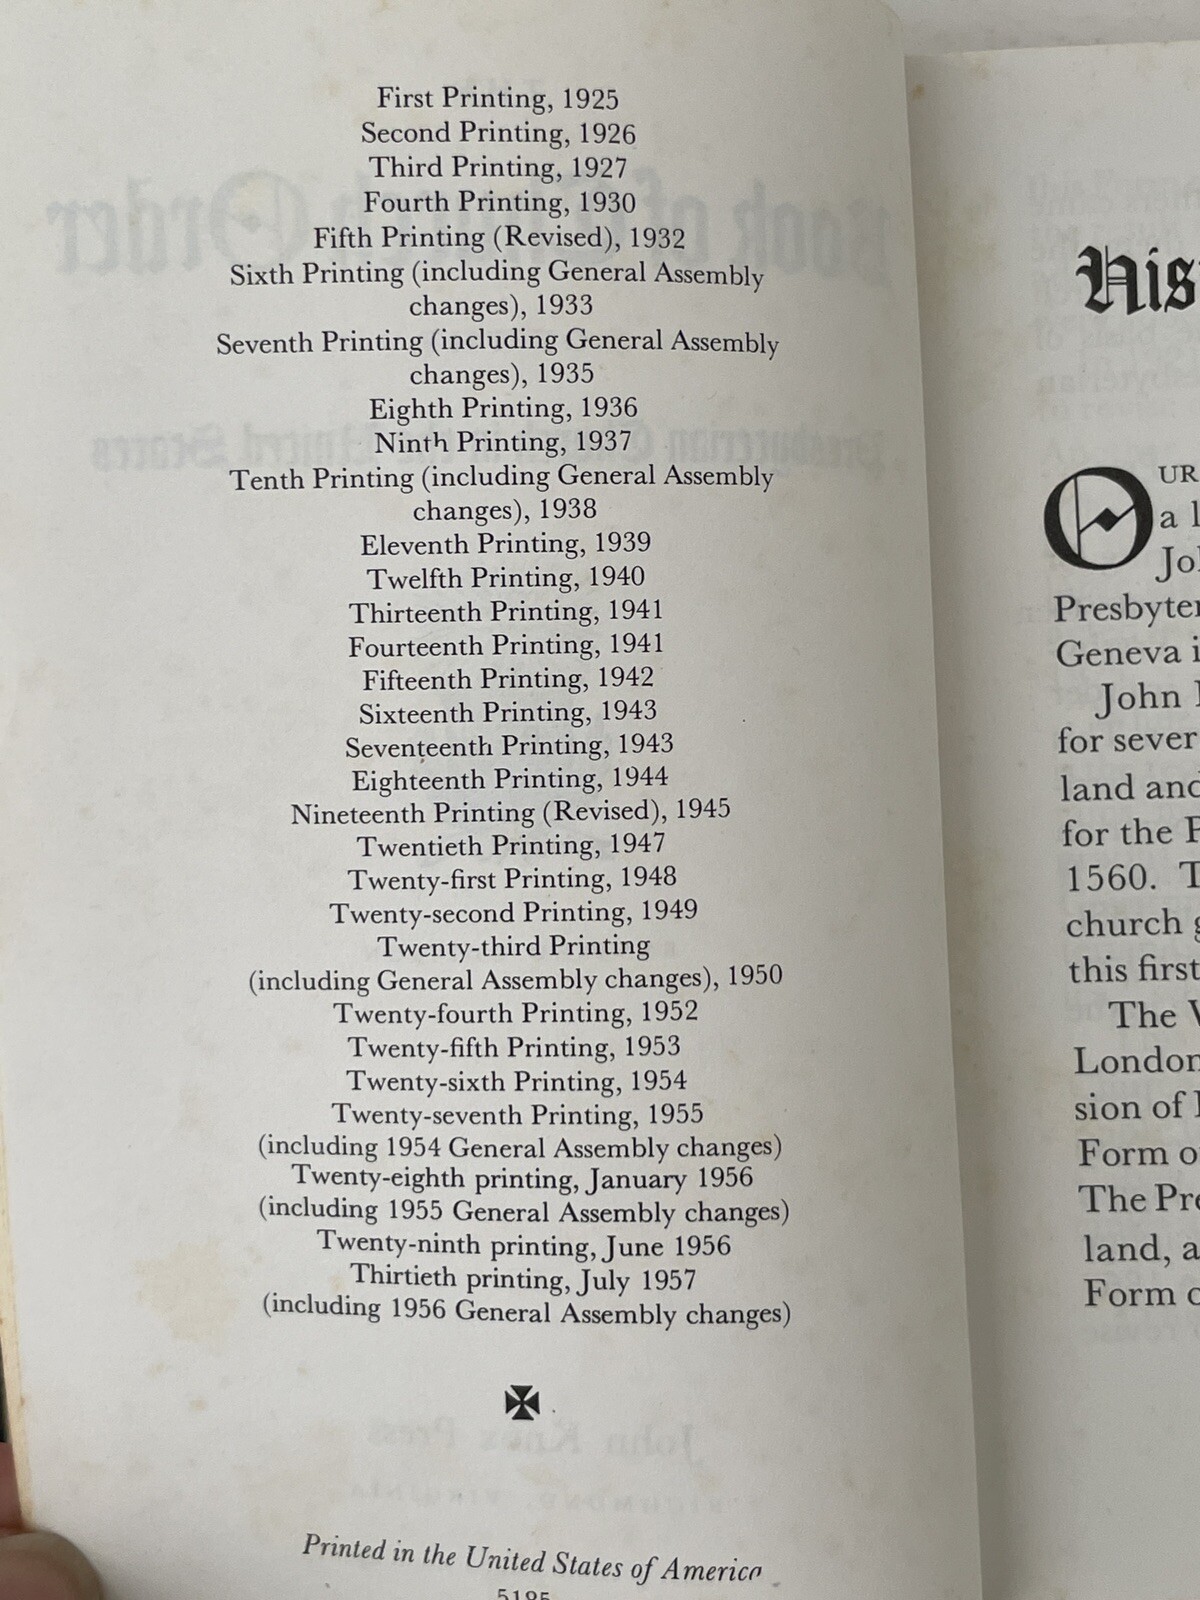 First Printing, 1925
Second Printing, 1926
Third Printing, 1927
Fourth Printing, 1930
Fifth Printing (Revised), 1932
Sixth Printing (including General Assembly
changes), 1933
Seventh Printing (including General Assembly
changes), 1935
Eighth Printing, 1936
Ninth Printing, 1937
Tenth Printing (including General Assembly
changes), 1938
Eleventh Printing, 1939
Twelfth Printing, 1940
Thirteenth Printing, 1941
Fourteenth Printing, 1941
Fifteenth Printing, 1942
Sixteenth Printing, 1943
Seventeenth Printing, 1943
Eighteenth Printing, 1944
Nineteenth Printing (Revised), 1945
Twentieth Printing, 1947
Twenty-first Printing, 1948
Twenty-second Printing, 1949
Twenty-third Printing
(including General Assembly changes), 1950
Twenty-fourth Printing, 1952
Twenty-fifth Printing, 1953
Twenty-sixth Printing, 1954
Twenty-seventh Printing, 1955
(including 1954 General Assembly changes)
Twenty-eighth printing, January 1956
(including 1955 General Assembly changes)
Twenty-ninth printing, June 1956
Thirtieth printing, July 1957
(including 1956 General Assembly changes)
Printed in the United States of America
5195
His
OUR
a l
Jo
Presbyter
Geneva i
John
for sever
land and
for the
1560. T
church g
this first
The
London
sion of
Form o
The Pre
land, a
Form o